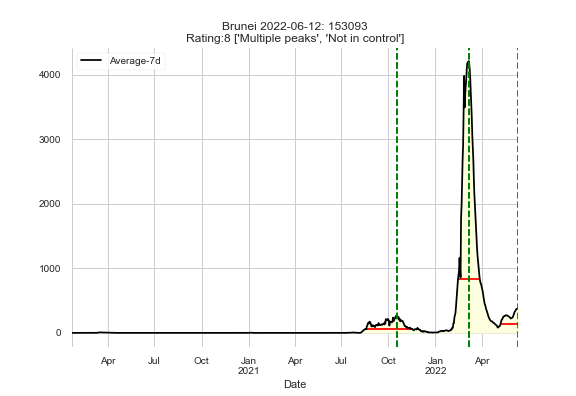 Brunei 2022-06-12: 153093
Rating:8 ['Multiple peaks', 'Not in control']
Average-7d
4000
3000
2000
1000
0
Apr Jul Oct Jan Apr Jul Oct Jan Apr
2021 2022
Date